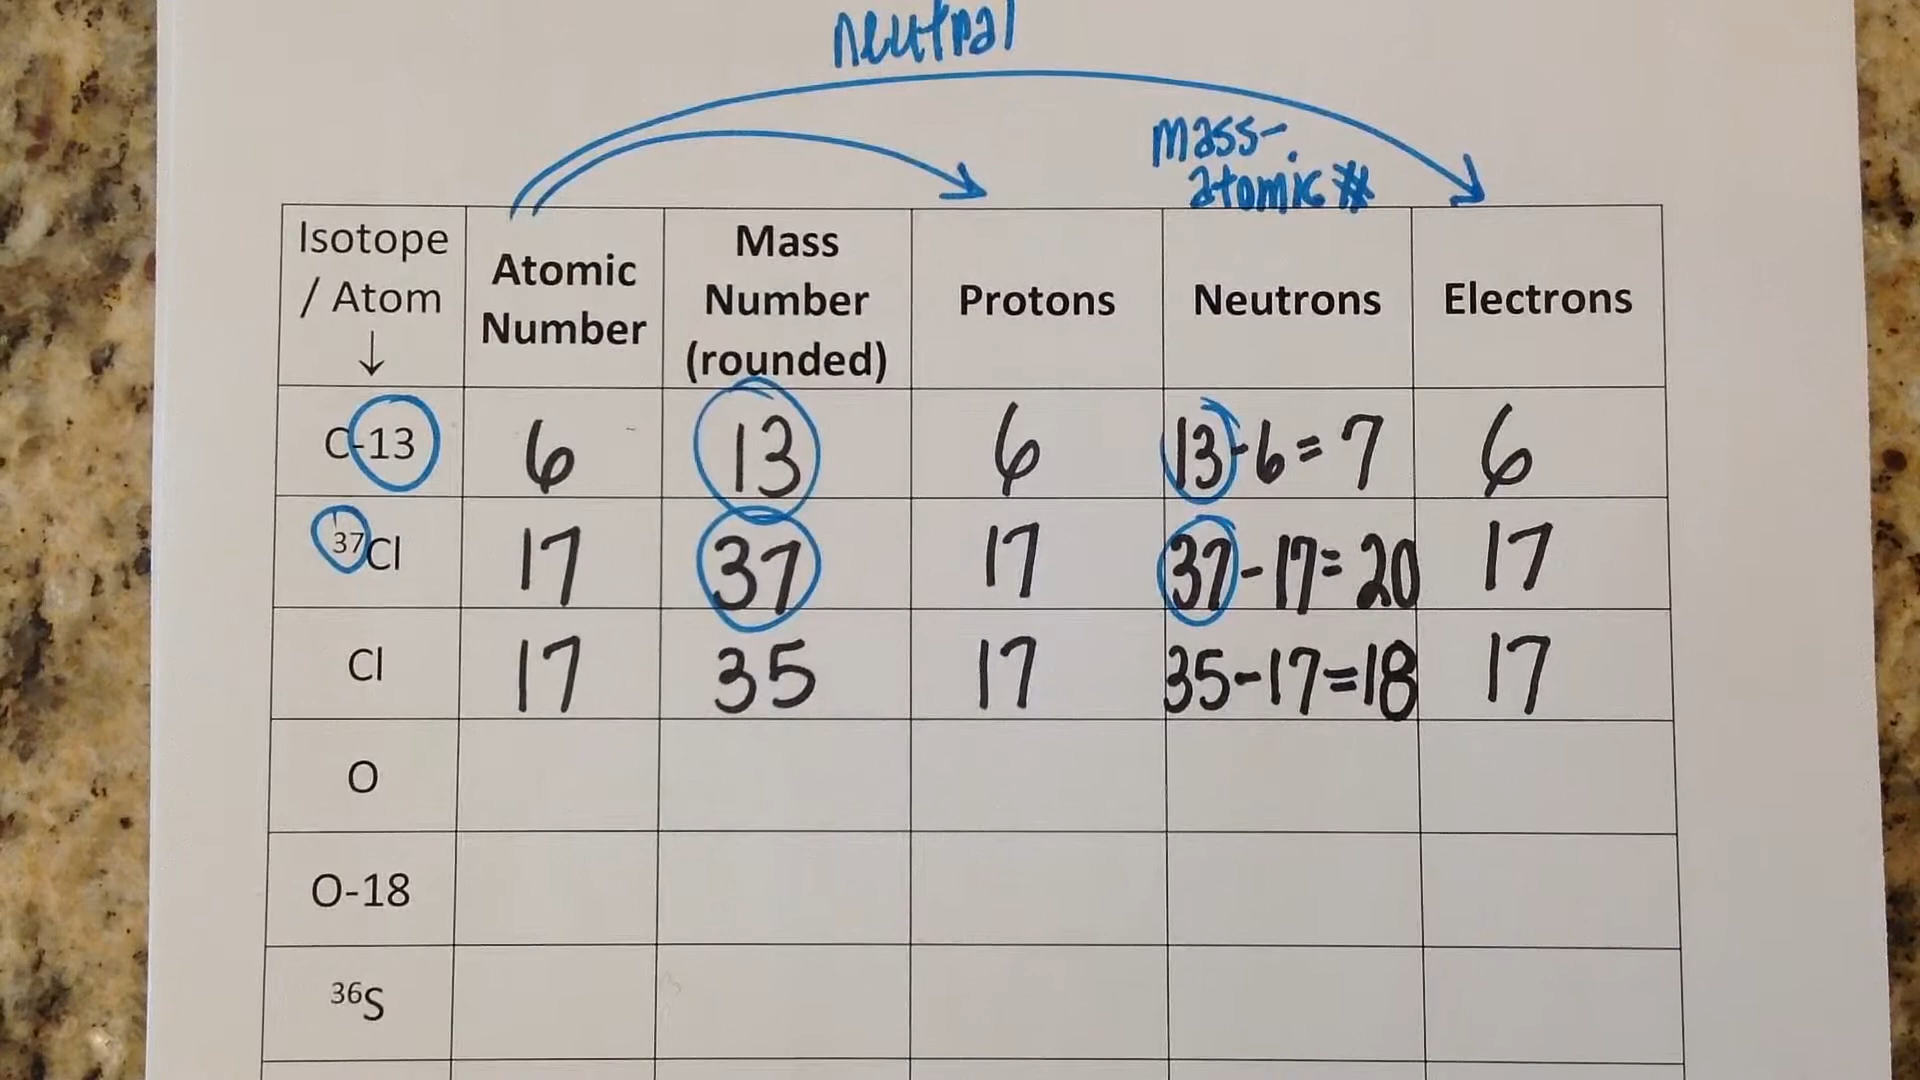 neutral
mass-
atomic #
Isotope
/ Atom
↓
Atomic
Number
Mass
Number
(rounded)
Protons
Neutrons
Electrons
C-13 6 13 6 13-6=7 6
³⁷Cl 17 37 17 37-17=20 17
Cl 17 35 17 35-17=18 17
O
O-18
³⁶S